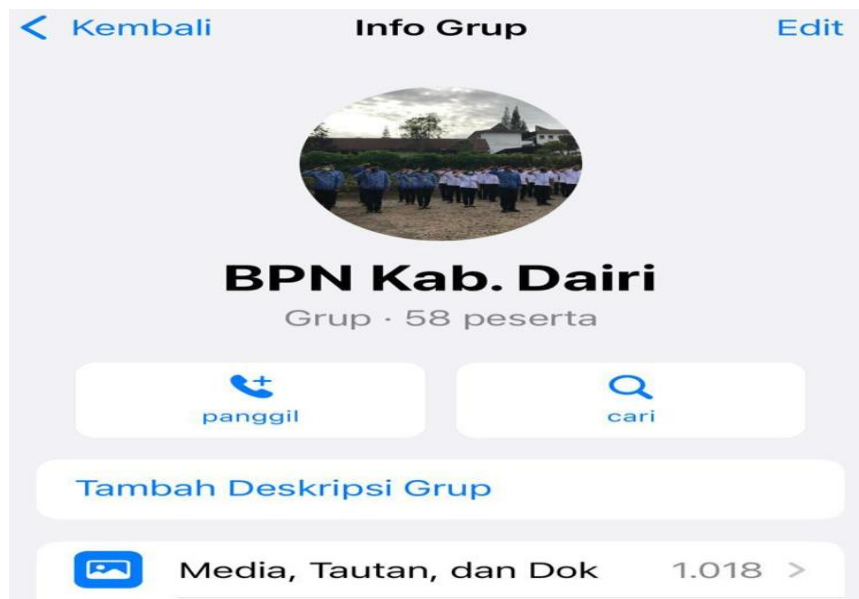 Kembali Info Grup Edit
BPN Kab. Dairi
Grup · 58 peserta
panggil cari
Tambah Deskripsi Grup
Media, Tautan, dan Dok 1.018